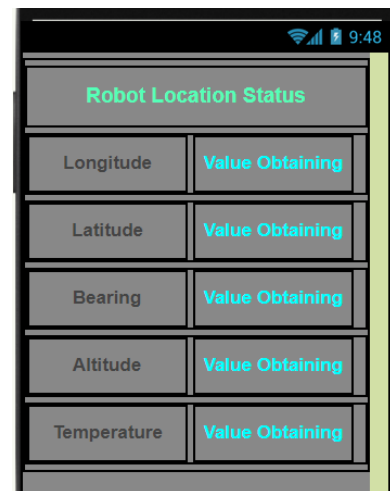 9:48
Robot Location Status
Longitude Value Obtaining
Latitude Value Obtaining
Bearing Value Obtaining
Altitude Value Obtaining
Temperature Value Obtaining